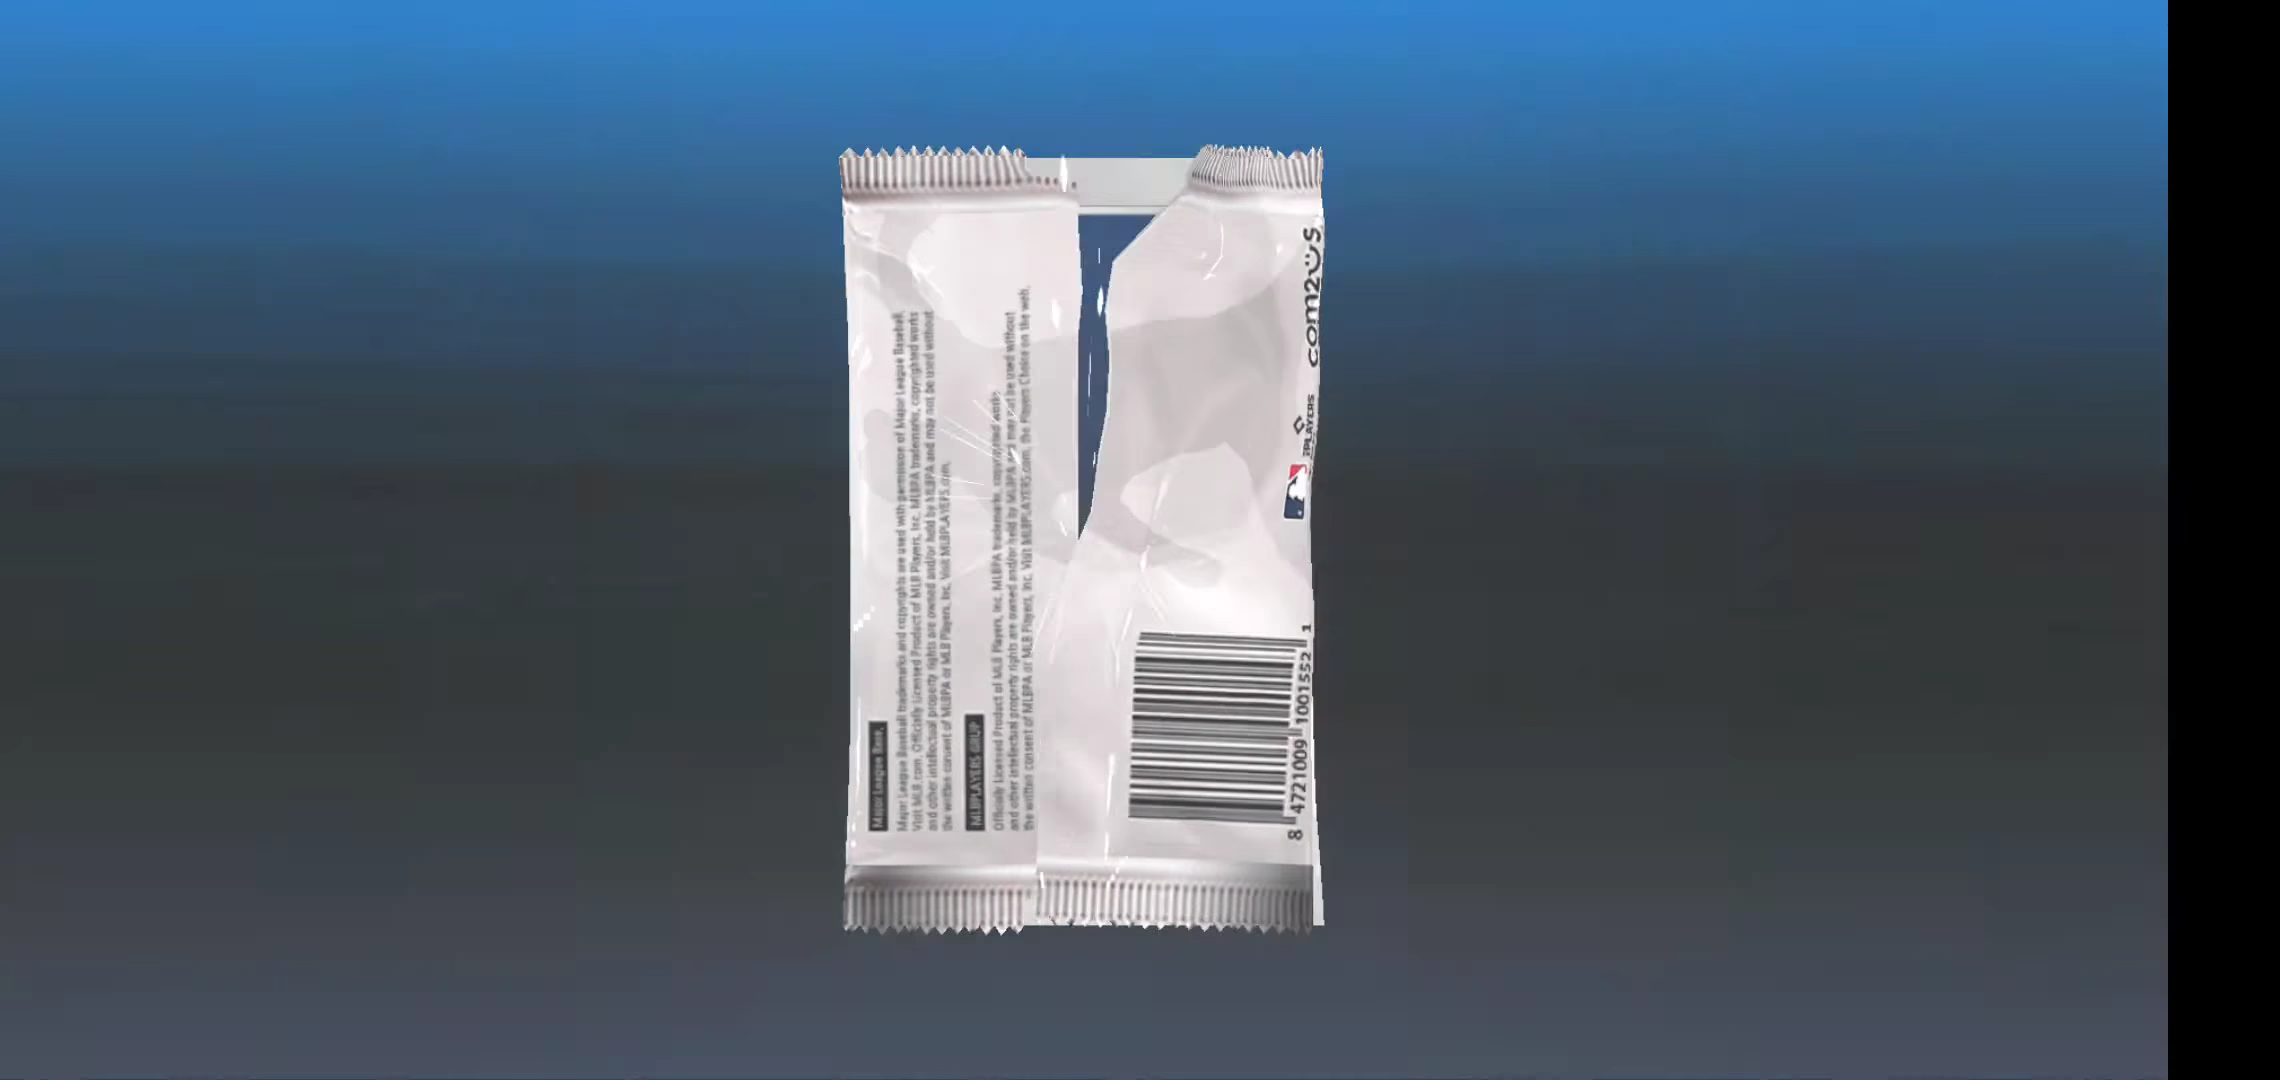 Major League Base.
Major League Baseball trademarks and copyrights are used with permission of Major League Baseball.
Visit MLB.com. Officially Licensed Product of MLB Players, Inc. MLBPA trademarks, copyrighted works
and other intellectual property rights are owned and/or held by MLBPA and may not be used without
the written consent of MLBPA or MLB Players, Inc. Visit MLBPLAYERS
MLBPLAYERS
Officially Licensed Product of MLB Players, Inc. MLBPA trademarks, copyrighted works
and other intellectual property rights are owned and/or held by MLBPA and may not be used without
the written consent of MLBPA or MLB Players, Inc. Visit MLBPLAYERS.com, the Players Choice on the web.
PLAYERS com2us
8 4721009 1001552 1